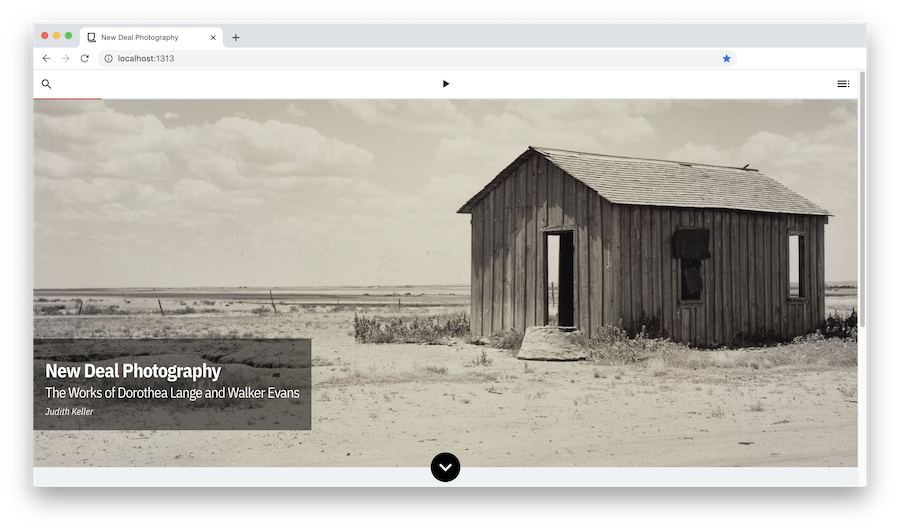 New Deal Photography
localhost:1313
New Deal Photography
The Works of Dorothea Lange and Walker Evans
Judith Keller